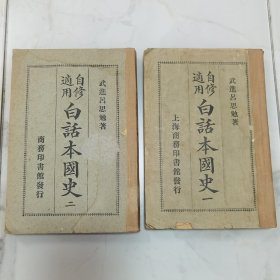 武進呂思勉著
自修適用
白話本國史 二
商務印書館發行
武進呂思勉著
自修適用
白話本國史 一
上海商務印書館發行